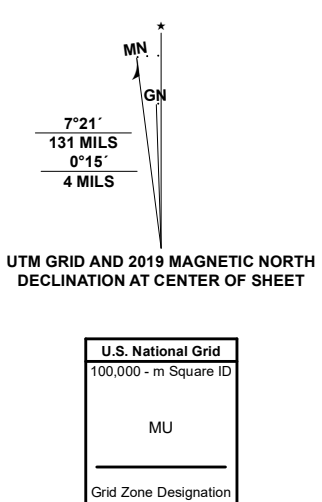 ★
MN
GN
7°21´
131 MILS
0°15´
4 MILS
UTM GRID AND 2019 MAGNETIC NORTH
DECLINATION AT CENTER OF SHEET
U.S. National Grid
100,000 - m Square ID
MU
Grid Zone Designation